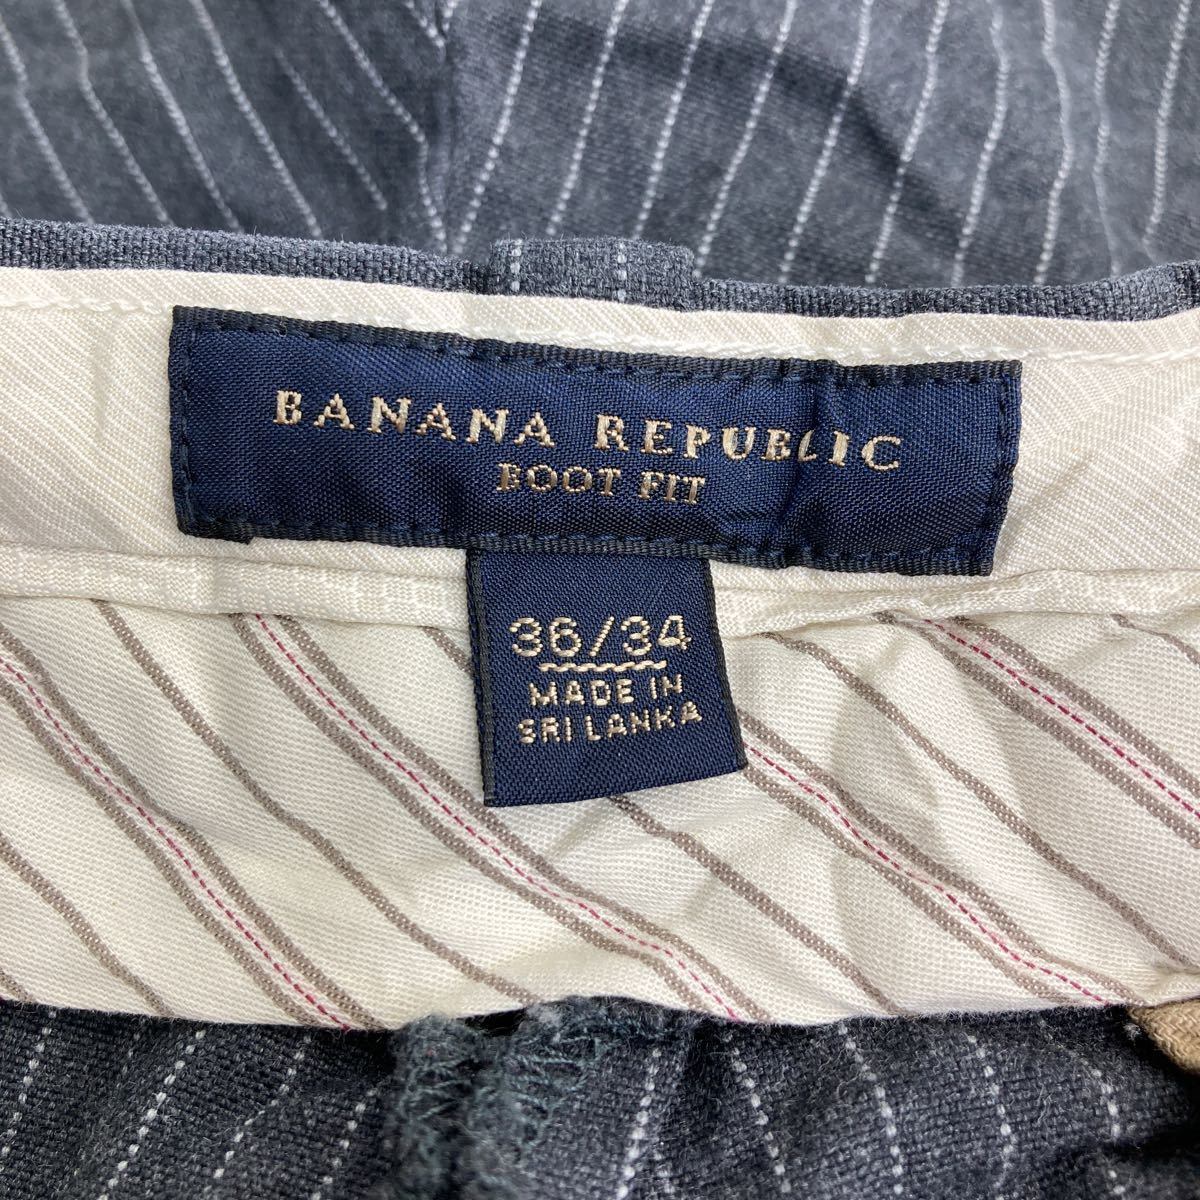 BANANA REPUBLIC
BOOT FIT
36/34
MADE IN
SRI LANKA